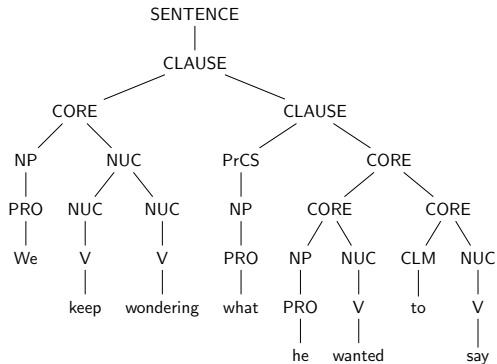 SENTENCE
CLAUSE
CORE CLAUSE
NP NUC PrCS CORE
PRO NUC NUC NP CORE CORE
We V V PRO NP NUC CLM NUC
keep wondering what PRO V to V
he wanted say